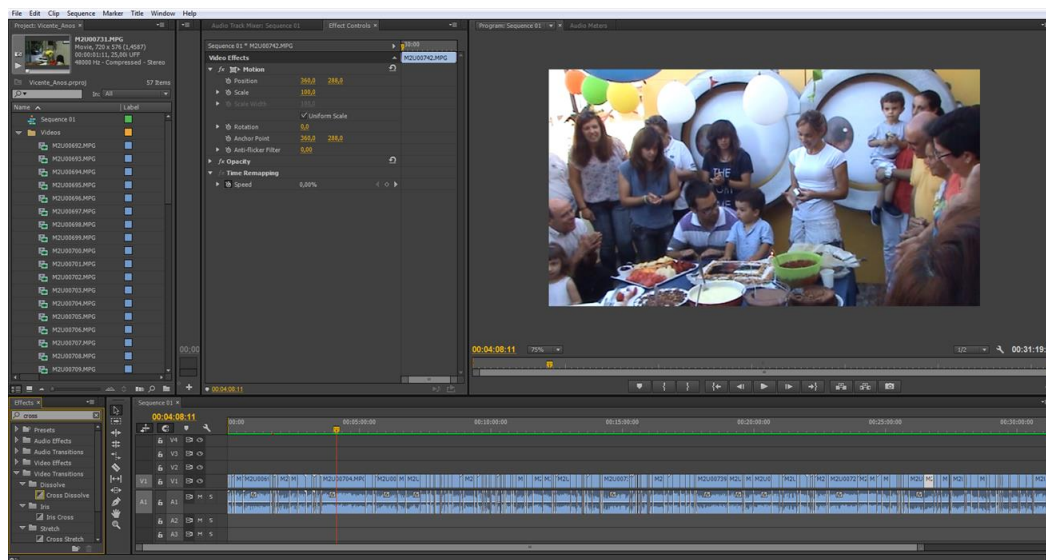 File Edit Clip Sequence Marker Title Window Help
Project: Vicente_Anos
M2U00731.MPG
Movie, 720 x 576 (1,4587)
00:00:01:11, 25,00i UPF
48000 Hz - Compressed - Stereo
Vicente_Anos.prproj
57 Items
In: All
Name
Label
Sequence 01
Videos
M2U00692.MPG
M2U00693.MPG
M2U00694.MPG
M2U00695.MPG
M2U00696.MPG
M2U00697.MPG
M2U00698.MPG
M2U00699.MPG
M2U00700.MPG
M2U00701.MPG
M2U00702.MPG
M2U00703.MPG
M2U00704.MPG
M2U00705.MPG
M2U00706.MPG
M2U00707.MPG
M2U00708.MPG
M2U00709.MPG
00;00
Audio Track Mixer: Sequence 01
Effect Controls
Sequence 01 * M2U00742.MPG
30:00
Video Effects
M2U00742.MPG
fx Motion
Position 360,0 288,0
Scale 100,0
Scale Width 100,0
Uniform Scale
Rotation 0,0
Anchor Point 360,0 288,0
Anti-flicker Filter 0,00
fx Opacity
Time Remapping
Speed 0,00%
00:04:08:11
Program: Sequence 01
Audio Meters
THE
00:04:08:11
75%
1/2
00:31:19:
Effects
cross
Presets
Audio Effects
Audio Transitions
Video Effects
Video Transitions
Dissolve
Cross Dissolve
Iris
Iris Cross
Stretch
Cross Stretch
Sequence 01
00:04:08:11
00:00 00:05:00:00 00:10:00:00 00:15:00:00 00:20:00:00 00:25:00:00 00:30:00:00
V4
V3
V2
V1 V1
M2U00704.MPG
A1 A1 M S
A2 M S
A3 M S